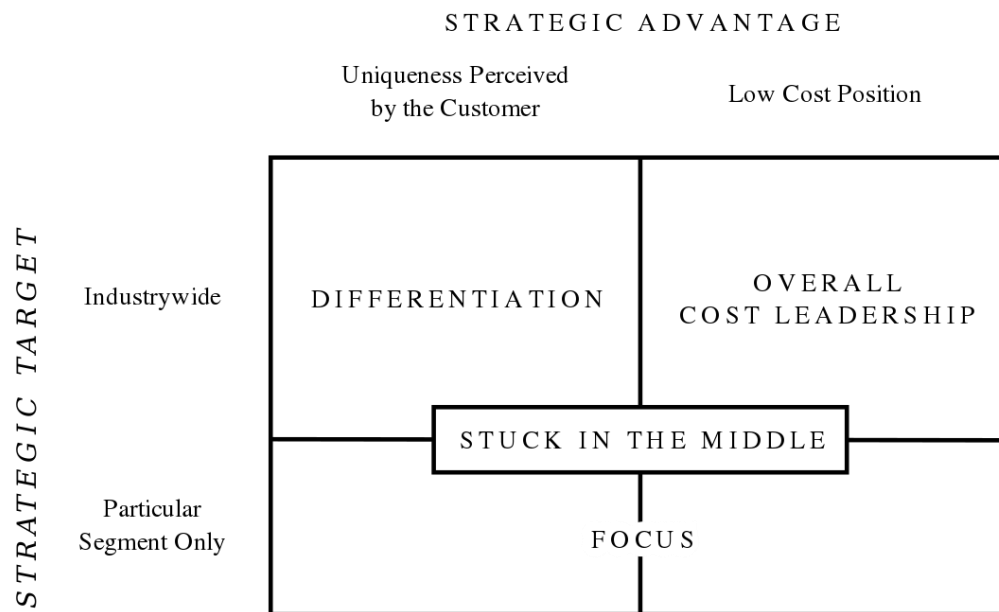 STRATEGIC ADVANTAGE
Uniqueness Perceived
by the Customer
Low Cost Position
STRATEGIC TARGET
Industrywide
DIFFERENTIATION
OVERALL
COST LEADERSHIP
STUCK IN THE MIDDLE
Particular
Segment Only
FOCUS